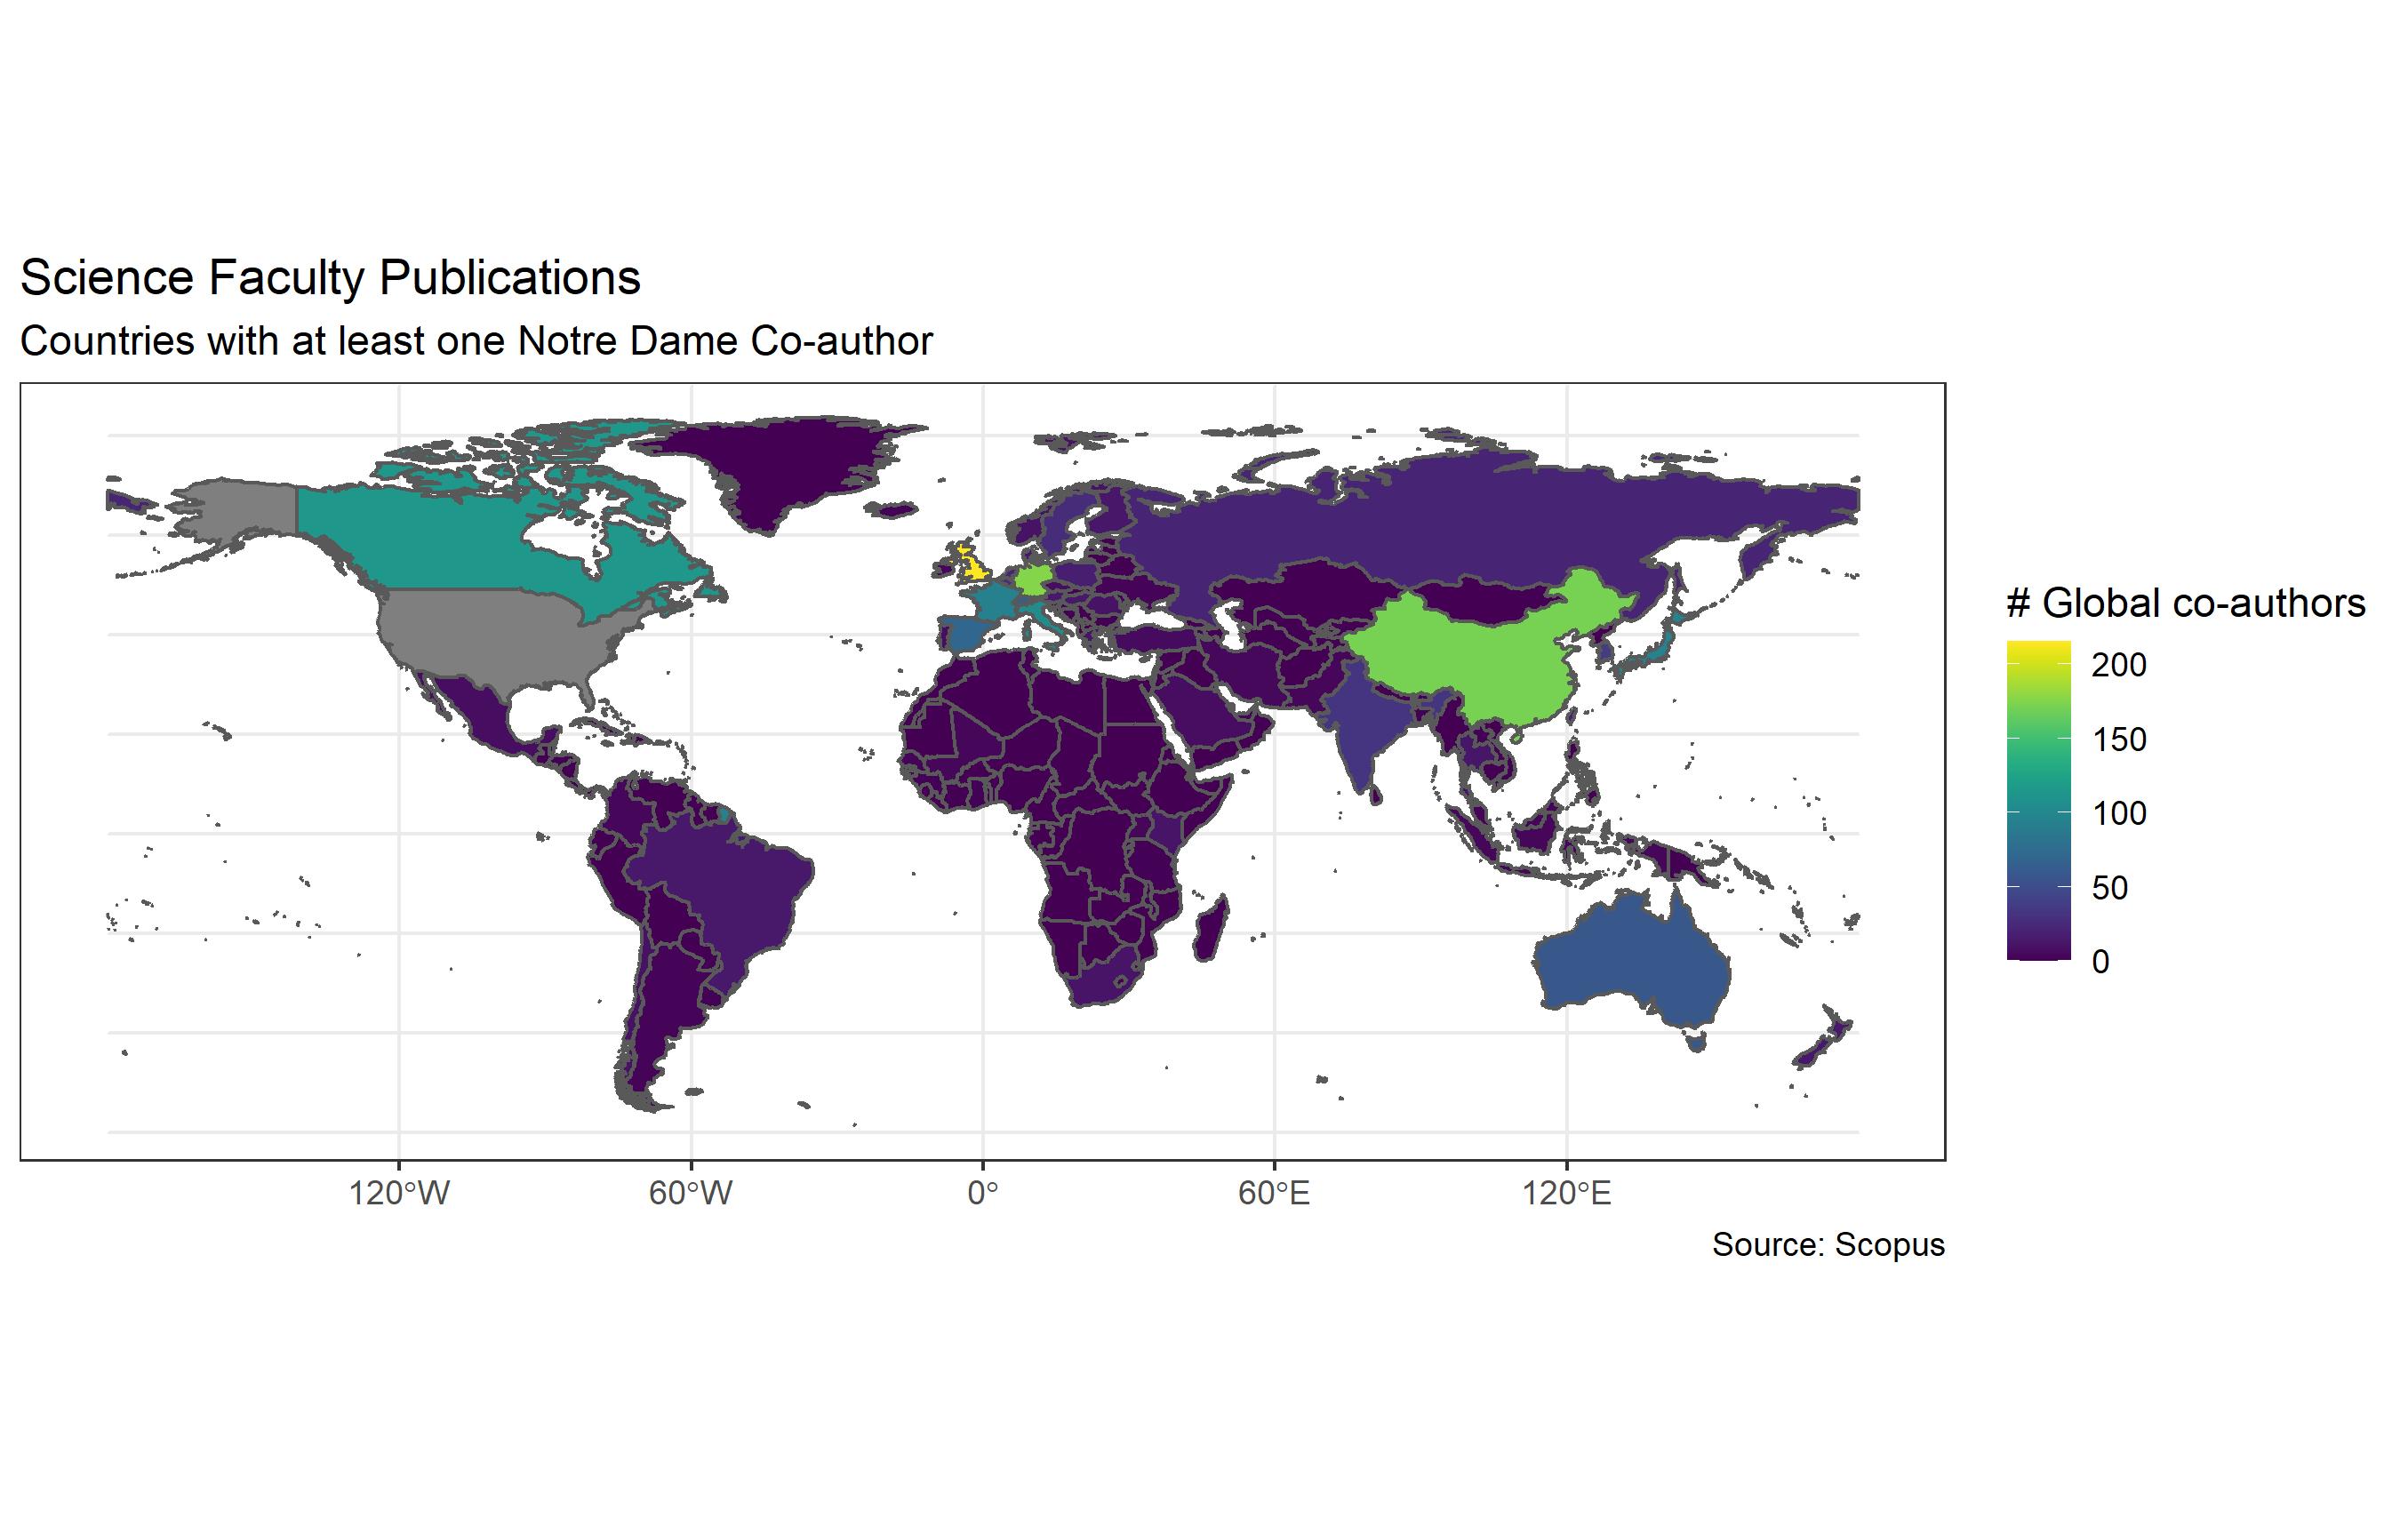 Science Faculty Publications
Countries with at least one Notre Dame Co-author
# Global co-authors
200
150
100
50
0
120°W 60°W 0° 60°E 120°E
Source: Scopus